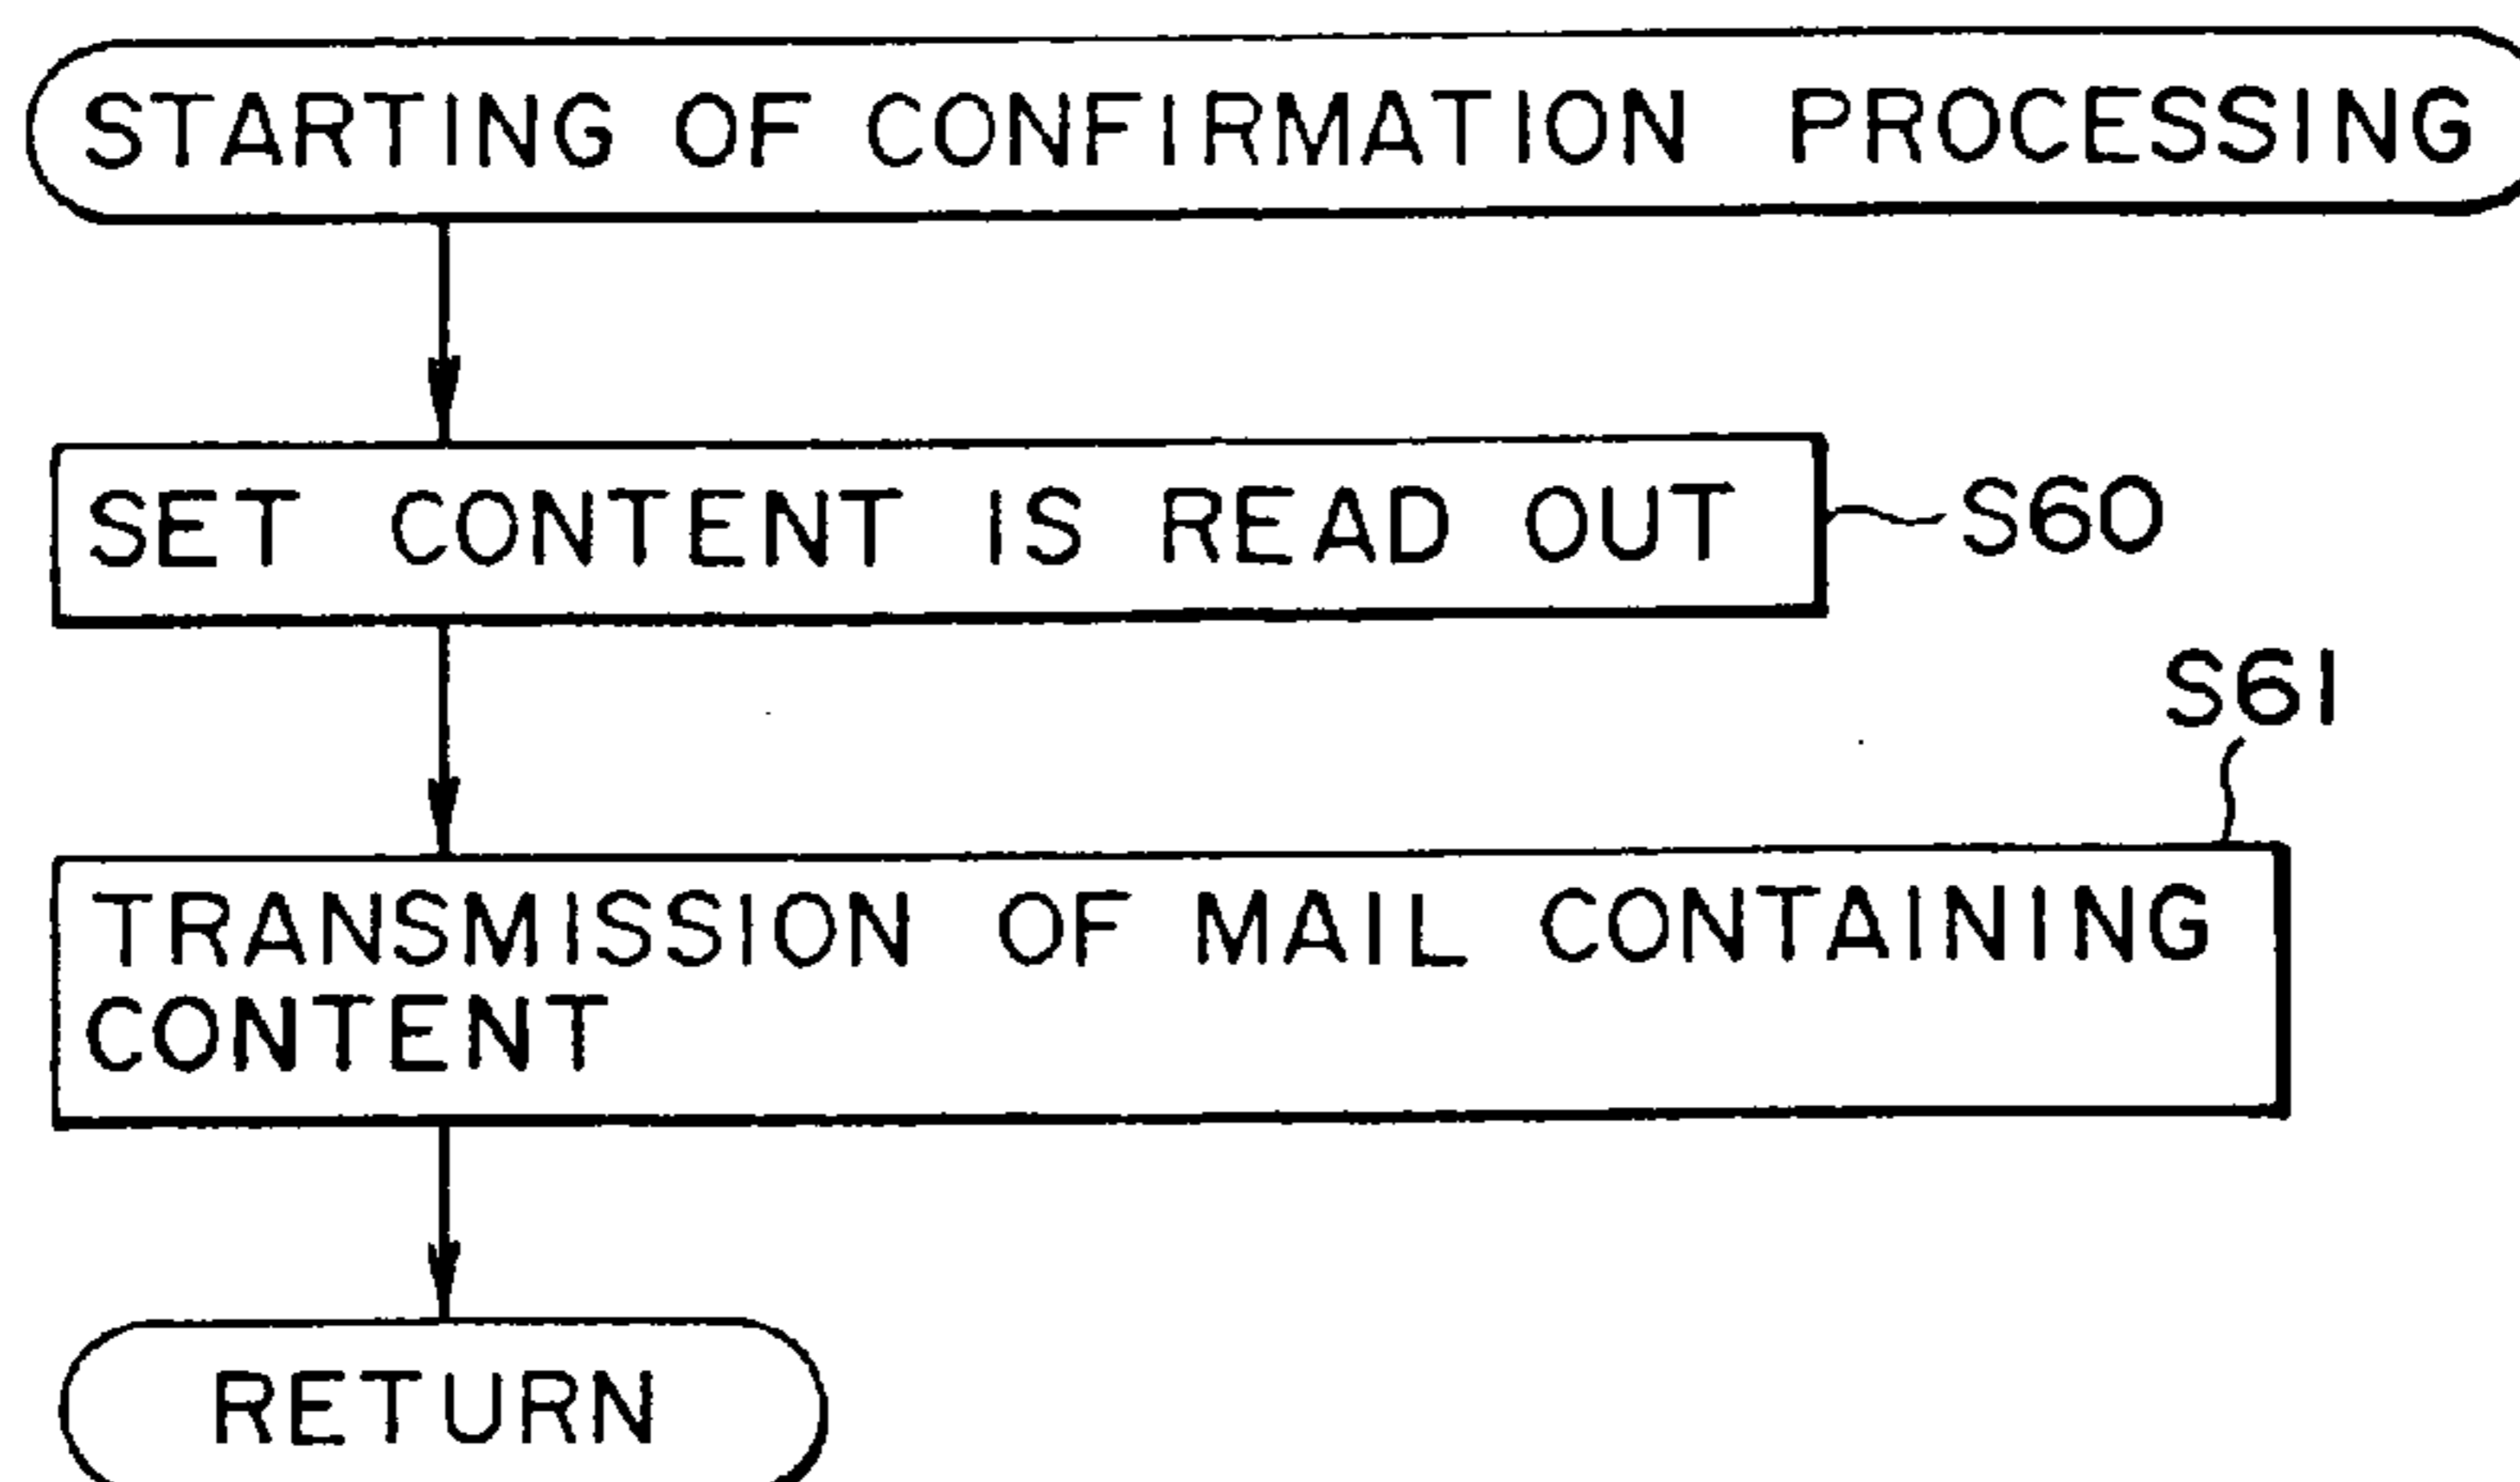 STARTING OF CONFIRMATION PROCESSING
SET CONTENT IS READ OUT
S60
S61
TRANSMISSION OF MAIL CONTAINING
CONTENT
RETURN